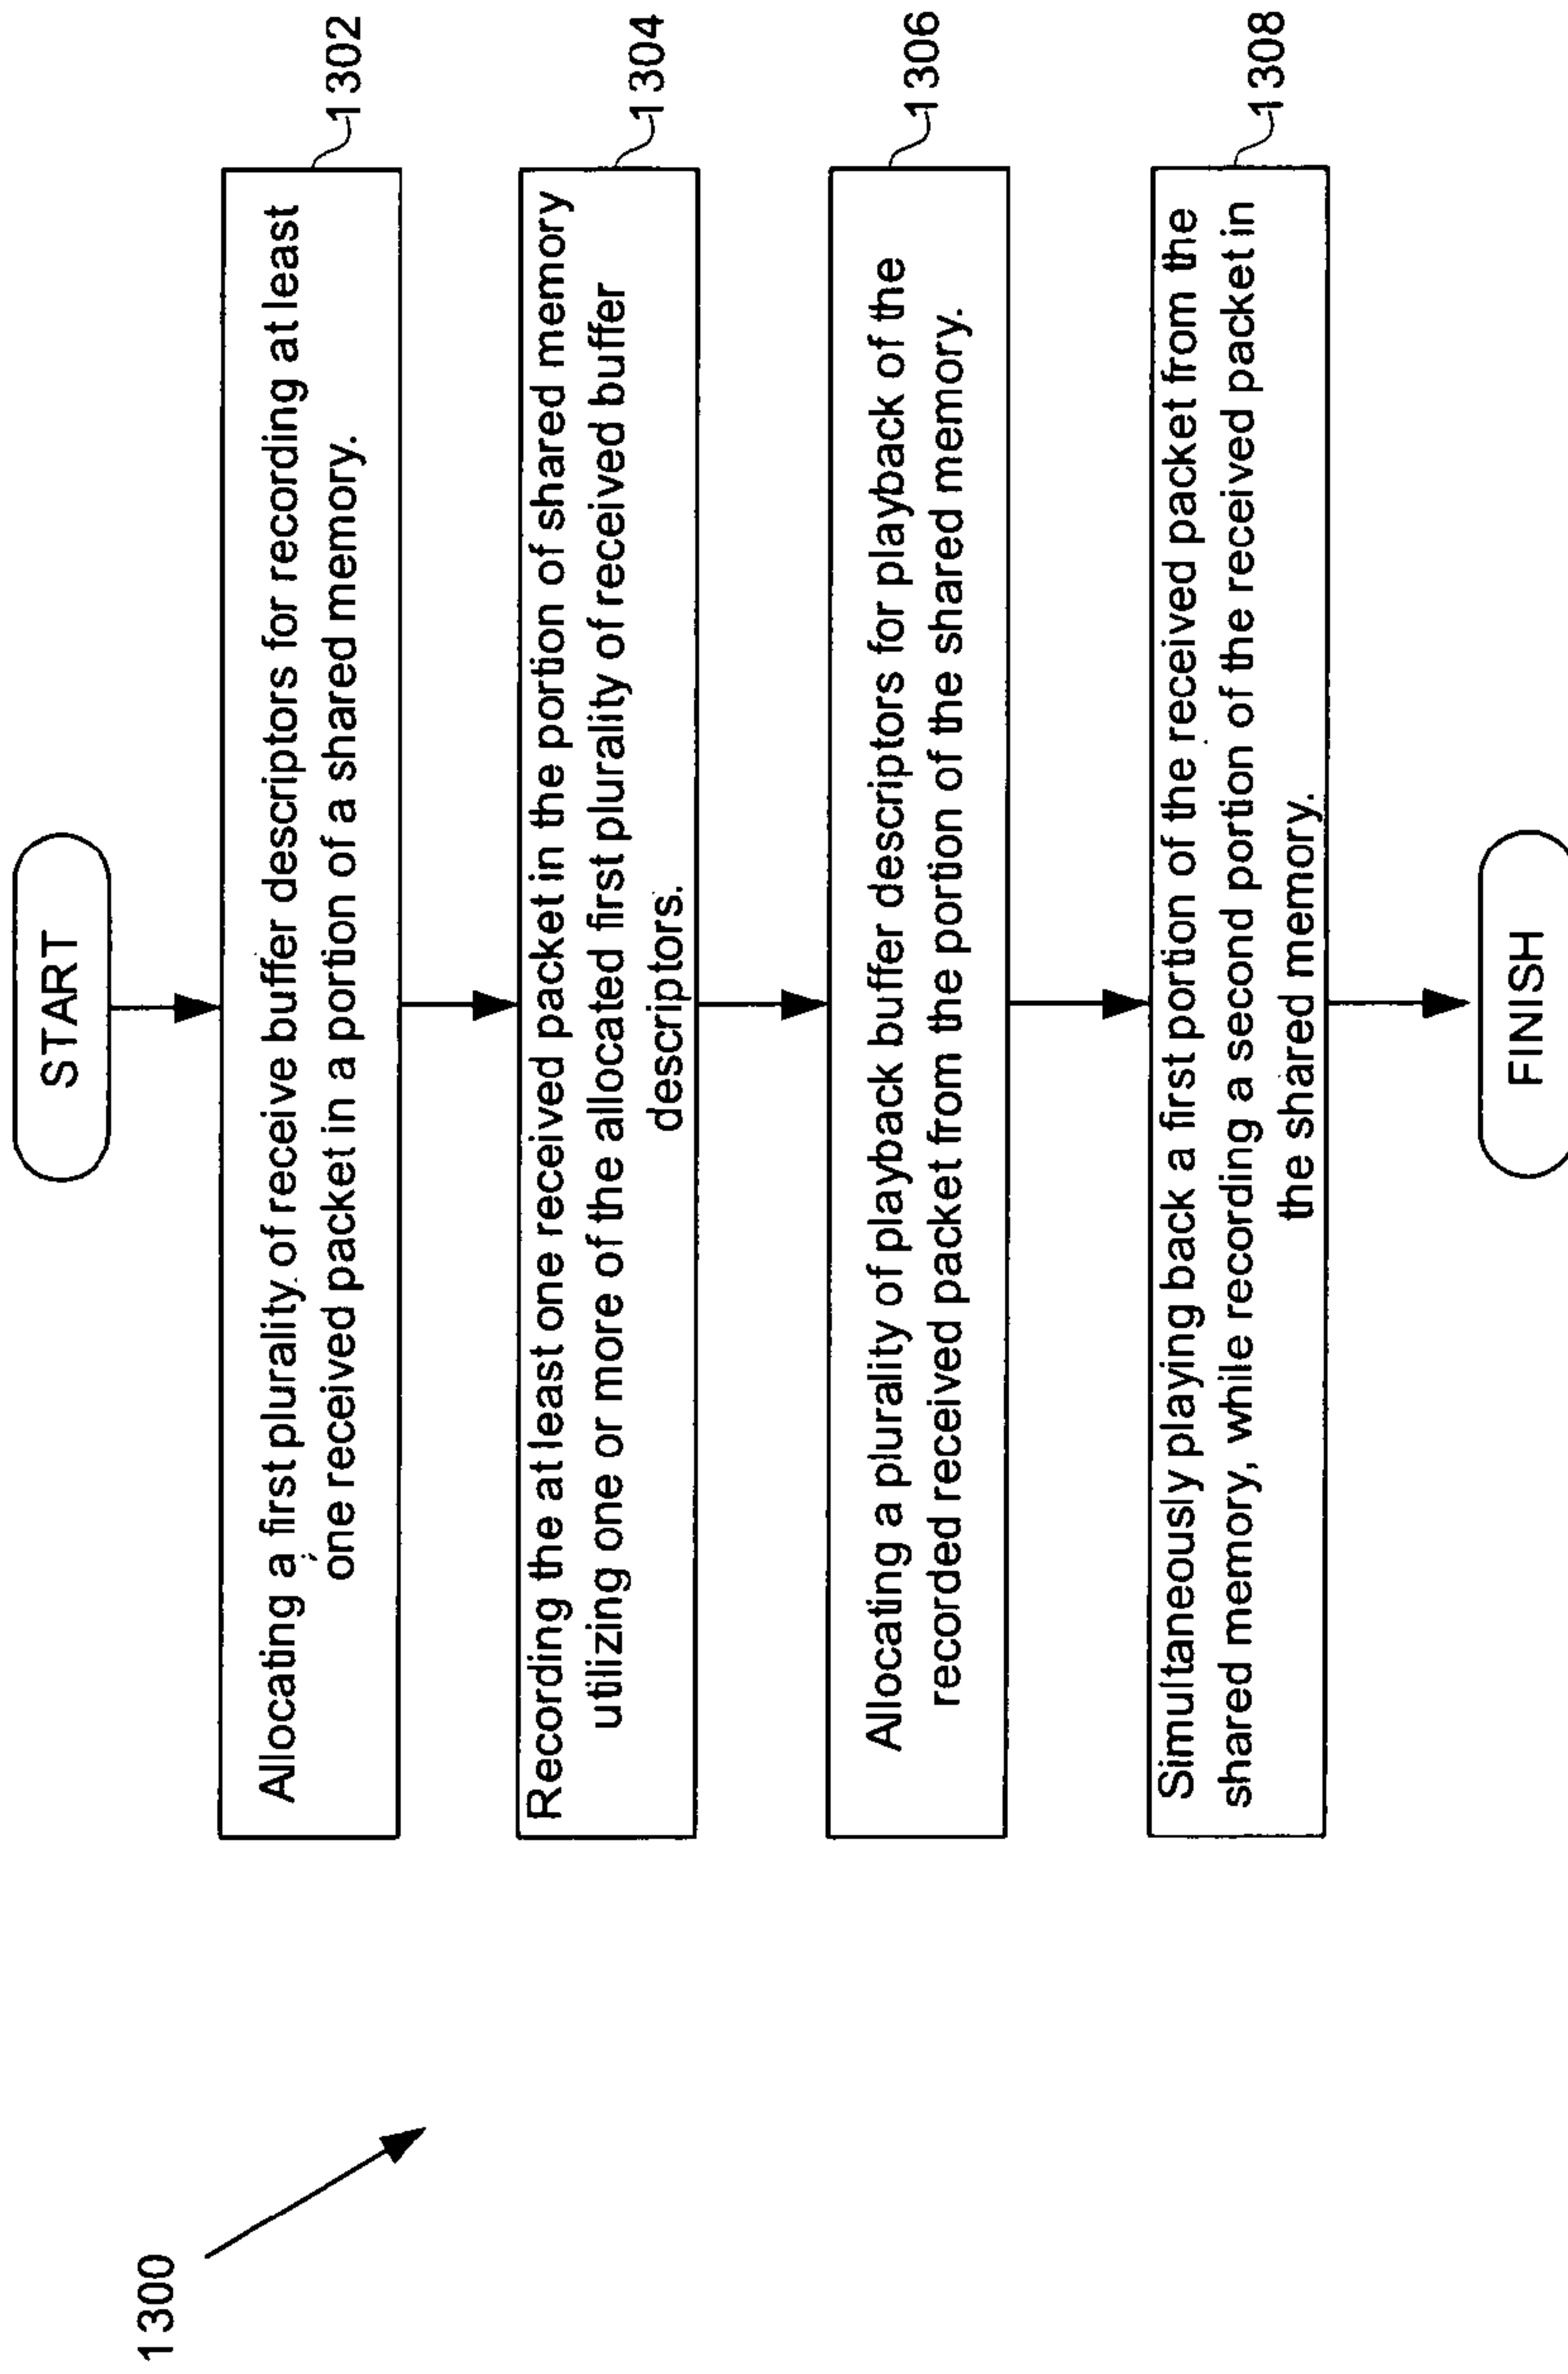 START
Allocating a first plurality of receive buffer descriptors for recording at least
one received packet in a portion of a shared memory.
1302
Recording the at least one received packet in the portion of shared memory
utilizing one or more of the allocated first plurality of received buffer
descriptors.
1304
Allocating a plurality of playback buffer descriptors for playback of the
recorded received packet from the portion of the shared memory.
1306
Simultaneously playing back a first portion of the received packet from the
shared memory, while recording a second portion of the received packet in
the shared memory.
1308
FINISH
1300